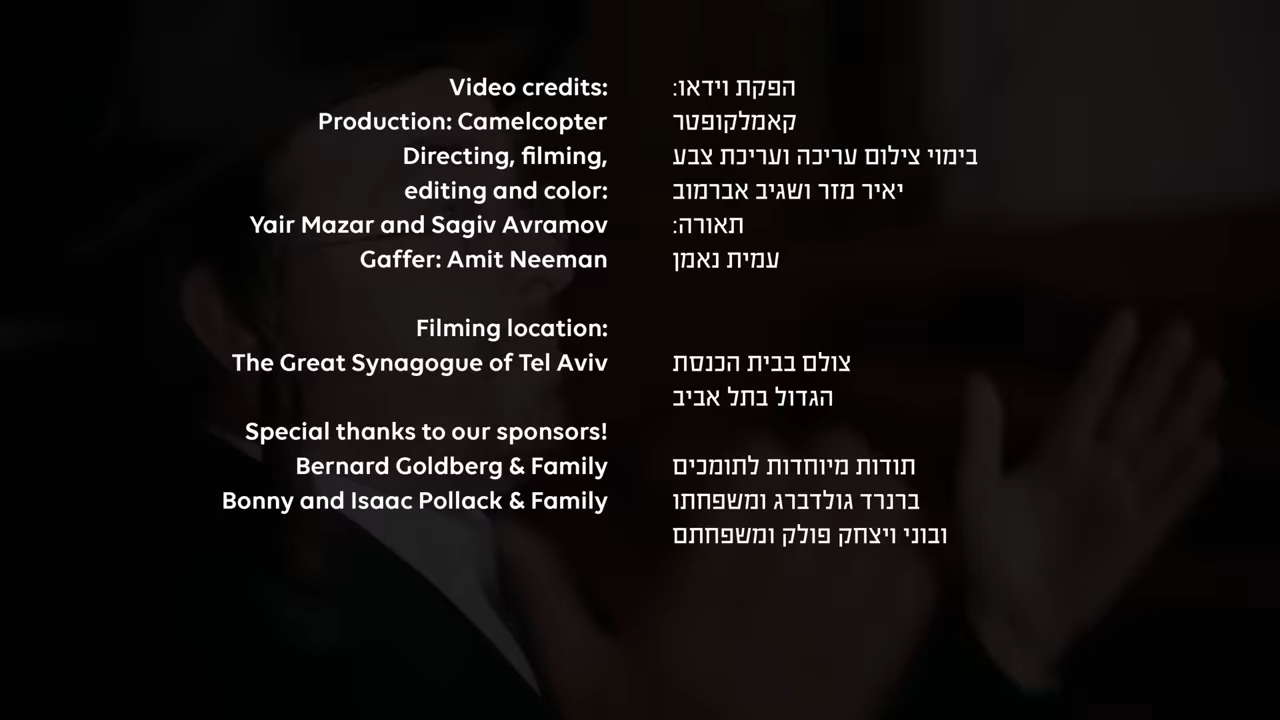 Video credits:
Production: Camelcopter
Directing, filming,
editing and color:
Yair Mazar and Sagiv Avramov
Gaffer: Amit Neeman
Filming location:
The Great Synagogue of Tel Aviv
Special thanks to our sponsors!
Bernard Goldberg & Family
Bonny and Isaac Pollack & Family
הפקת וידאו:
קאמלקופטר
בימוי צילום עריכה ועריכת צבע
יאיר מזר ושגיב אברמוב
תאורה:
עמית נאמן
צולם בבית הכנסת
הגדול בתל אביב
תודות מיוחדות לתומכים
ברנרד גולדברג ומשפחתו
ובוני ויצחק פולק ומשפחתם